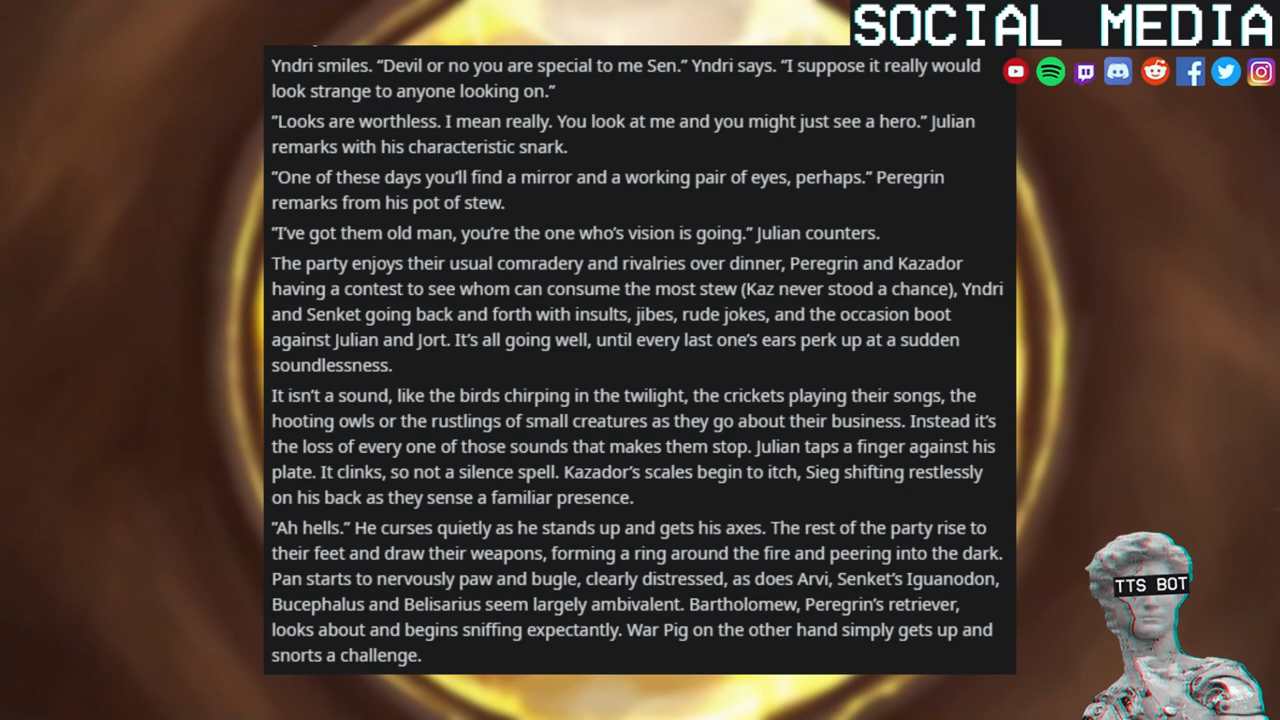 SOCIAL MEDIA
Yndri smiles. “Devil or no you are special to me Sen.” Yndri says. “I suppose it really would
look strange to anyone looking on.”
“Looks are worthless. I mean really. You look at me and you might just see a hero.” Julian
remarks with his characteristic snark.
“One of these days you’ll find a mirror and a working pair of eyes, perhaps.” Peregrin
remarks from his pot of stew.
“I’ve got them old man, you’re the one who’s vision is going.” Julian counters.
The party enjoys their usual comradery and rivalries over dinner, Peregrin and Kazador
having a contest to see whom can consume the most stew (Kaz never stood a chance), Yndri
and Senket going back and forth with insults, jibes, rude jokes, and the occasion boot
against Julian and Jort. It’s all going well, until every last one’s ears perk up at a sudden
soundlessness.
It isn’t a sound, like the birds chirping in the twilight, the crickets playing their songs, the
hooting owls or the rustlings of small creatures as they go about their business. Instead it’s
the loss of every one of those sounds that makes them stop. Julian taps a finger against his
plate. It clinks, so not a silence spell. Kazador’s scales begin to itch, Sieg shifting restlessly
on his back as they sense a familiar presence.
“Ah hells.” He curses quietly as he stands up and gets his axes. The rest of the party rise to
their feet and draw their weapons, forming a ring around the fire and peering into the dark.
Pan starts to nervously paw and bugle, clearly distressed, as does Arvi, Senket’s Iguanodon,
Bucephalus and Belisarius seem largely ambivalent. Bartholomew, Peregrin’s retriever,
looks about and begins sniffing expectantly. War Pig on the other hand simply gets up and
snorts a challenge.
TTS BOT